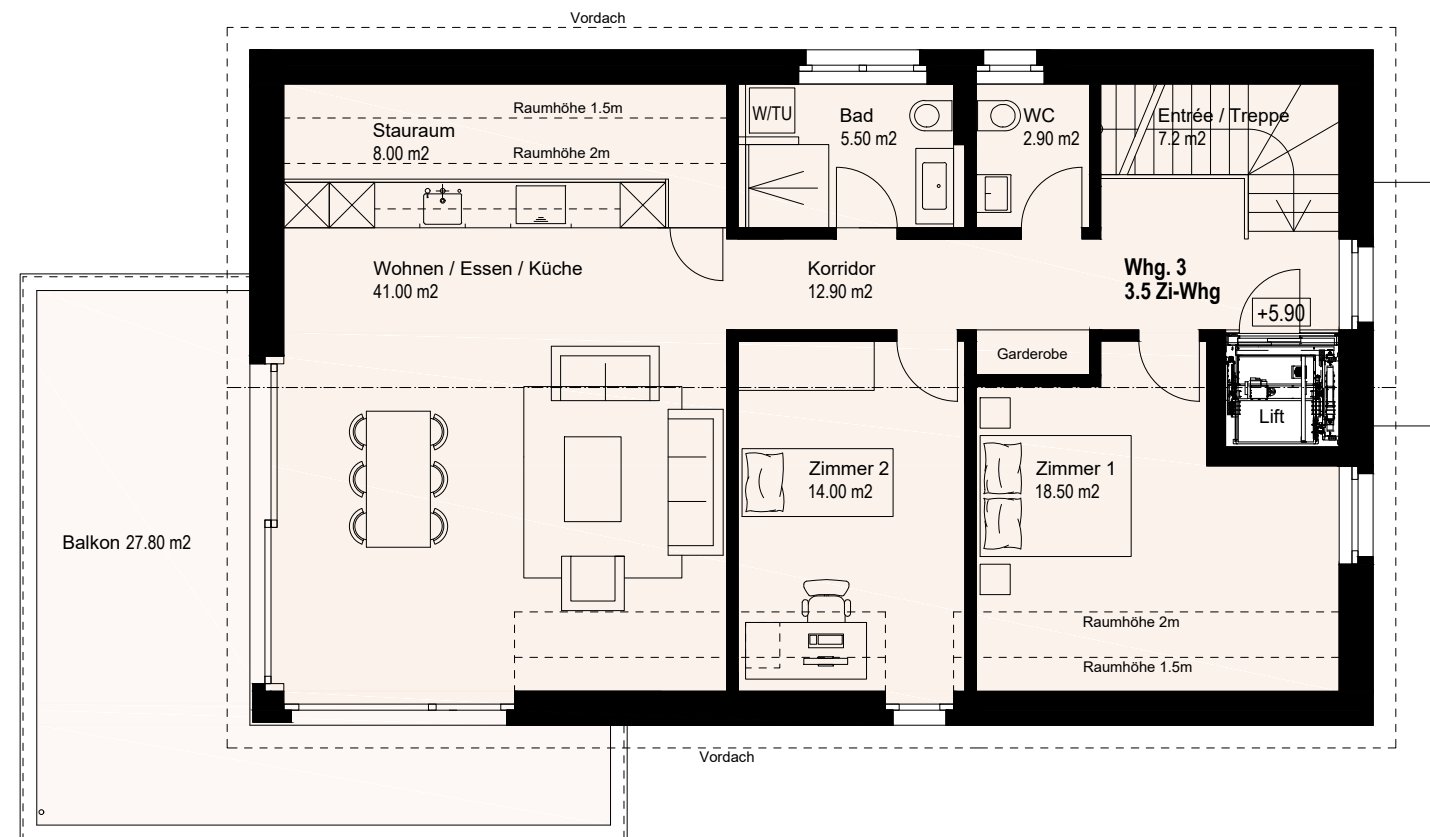 Vordach
Raumhöhe 1.5m
Stauraum
8.00 m2
Raumhöhe 2m
W/TU
Bad
5.50 m2
WC
2.90 m2
Entrée / Treppe
7.2 m2
Wohnen / Essen / Küche
41.00 m2
Korridor
12.90 m2
Whg. 3
3.5 Zi-Whg
+5.90
Garderobe
Lift
Zimmer 2
14.00 m2
Zimmer 1
18.50 m2
Balkon 27.80 m2
Raumhöhe 2m
Raumhöhe 1.5m
Vordach